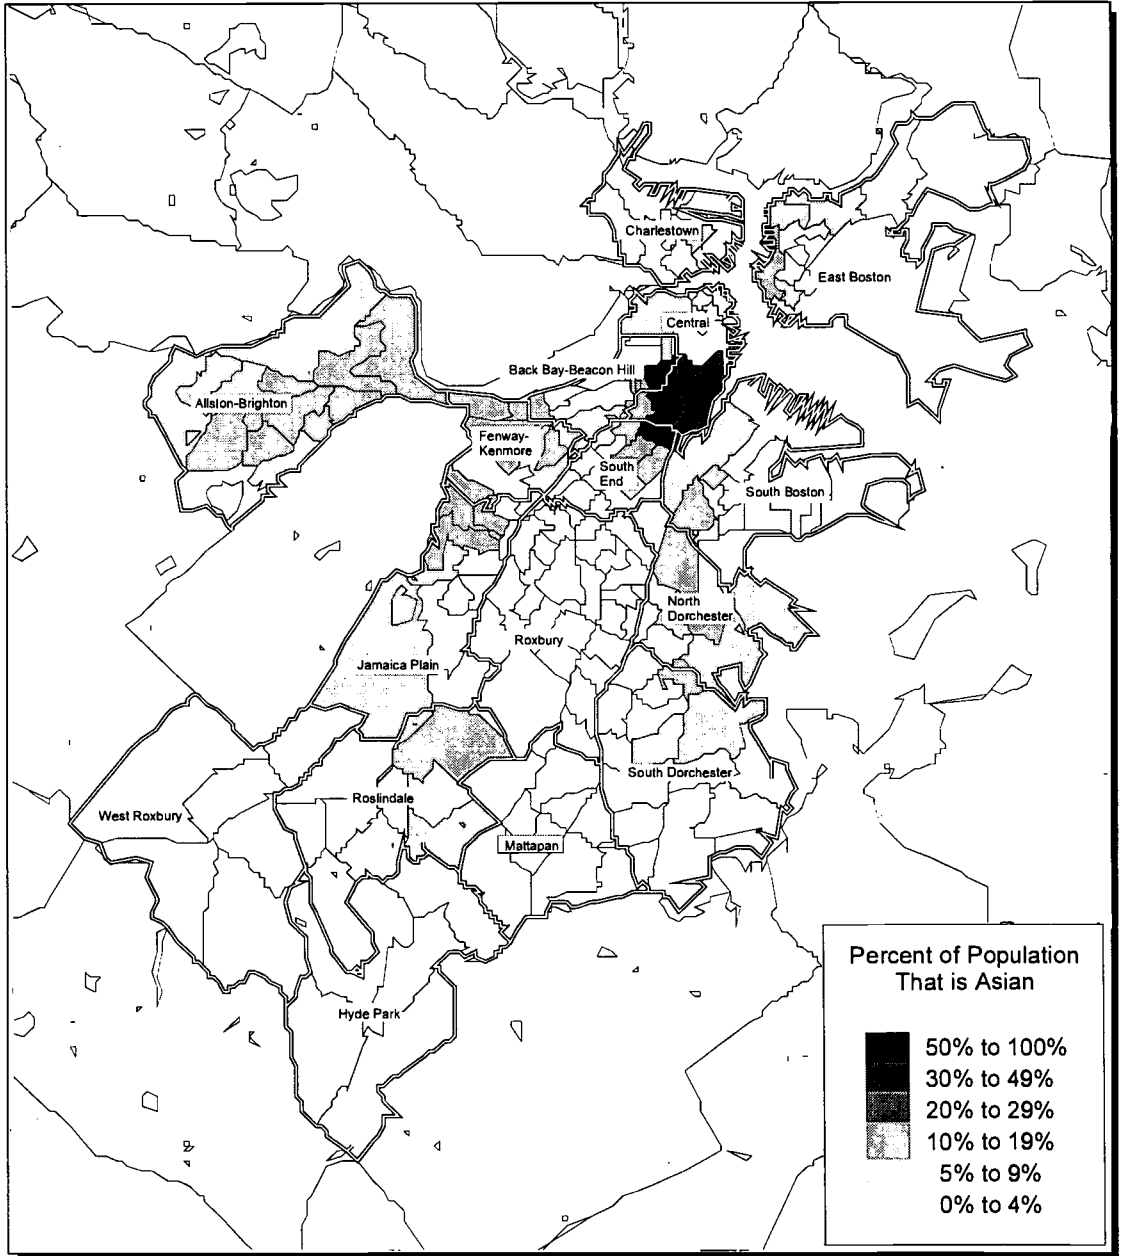 Charlestown
East Boston
Central
Back Bay-Beacon Hill
Allston-Brighton
Fenway-
Kenmore
South
End
South Boston
North
Dorchester
Roxbury
Jamaica Plain
South Dorchester
Roslindale
West Roxbury
Mattapan
Hyde Park
Percent of Population
That is Asian
50% to 100%
30% to 49%
20% to 29%
10% to 19%
5% to 9%
0% to 4%